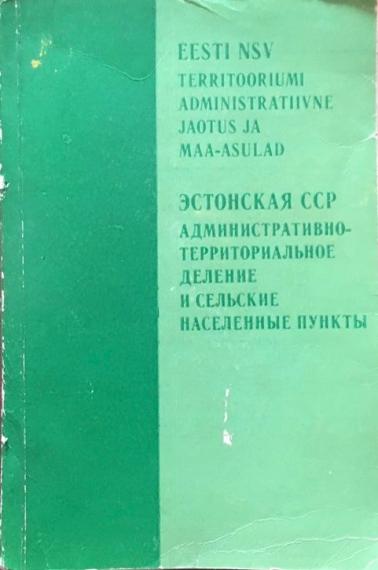 EESTI NSV
TERRITOORIUMI
ADMINISTRATIIVNE
JAOTUS JA
MAA-ASULAD
ЭСТОНСКАЯ ССР
АДМИНИСТРАТИВНО-
ТЕРРИТОРИАЛЬНОЕ
ДЕЛЕНИЕ
И СЕЛЬСКИЕ
НАСЕЛЕННЫЕ ПУНКТЫ